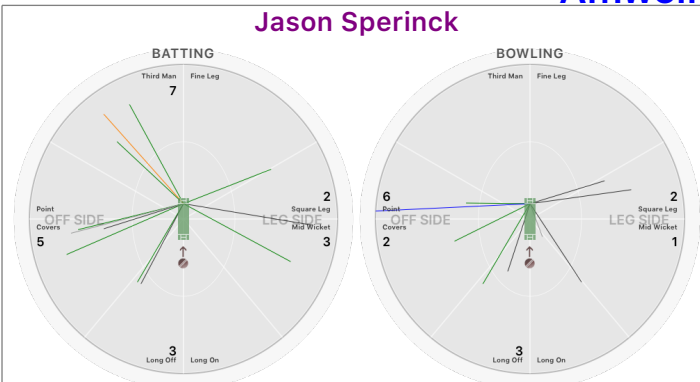 Jason Sperinck
BATTING
Third Man
Fine Leg
7
2
Point
Square Leg
OFF SIDE
LEG SIDE
Covers
Mid Wicket
5
3
3
Long Off
Long On
BOWLING
Third Man
Fine Leg
6
2
Point
Square Leg
OFF SIDE
LEG SIDE
Covers
Mid Wicket
2
1
3
Long Off
Long On